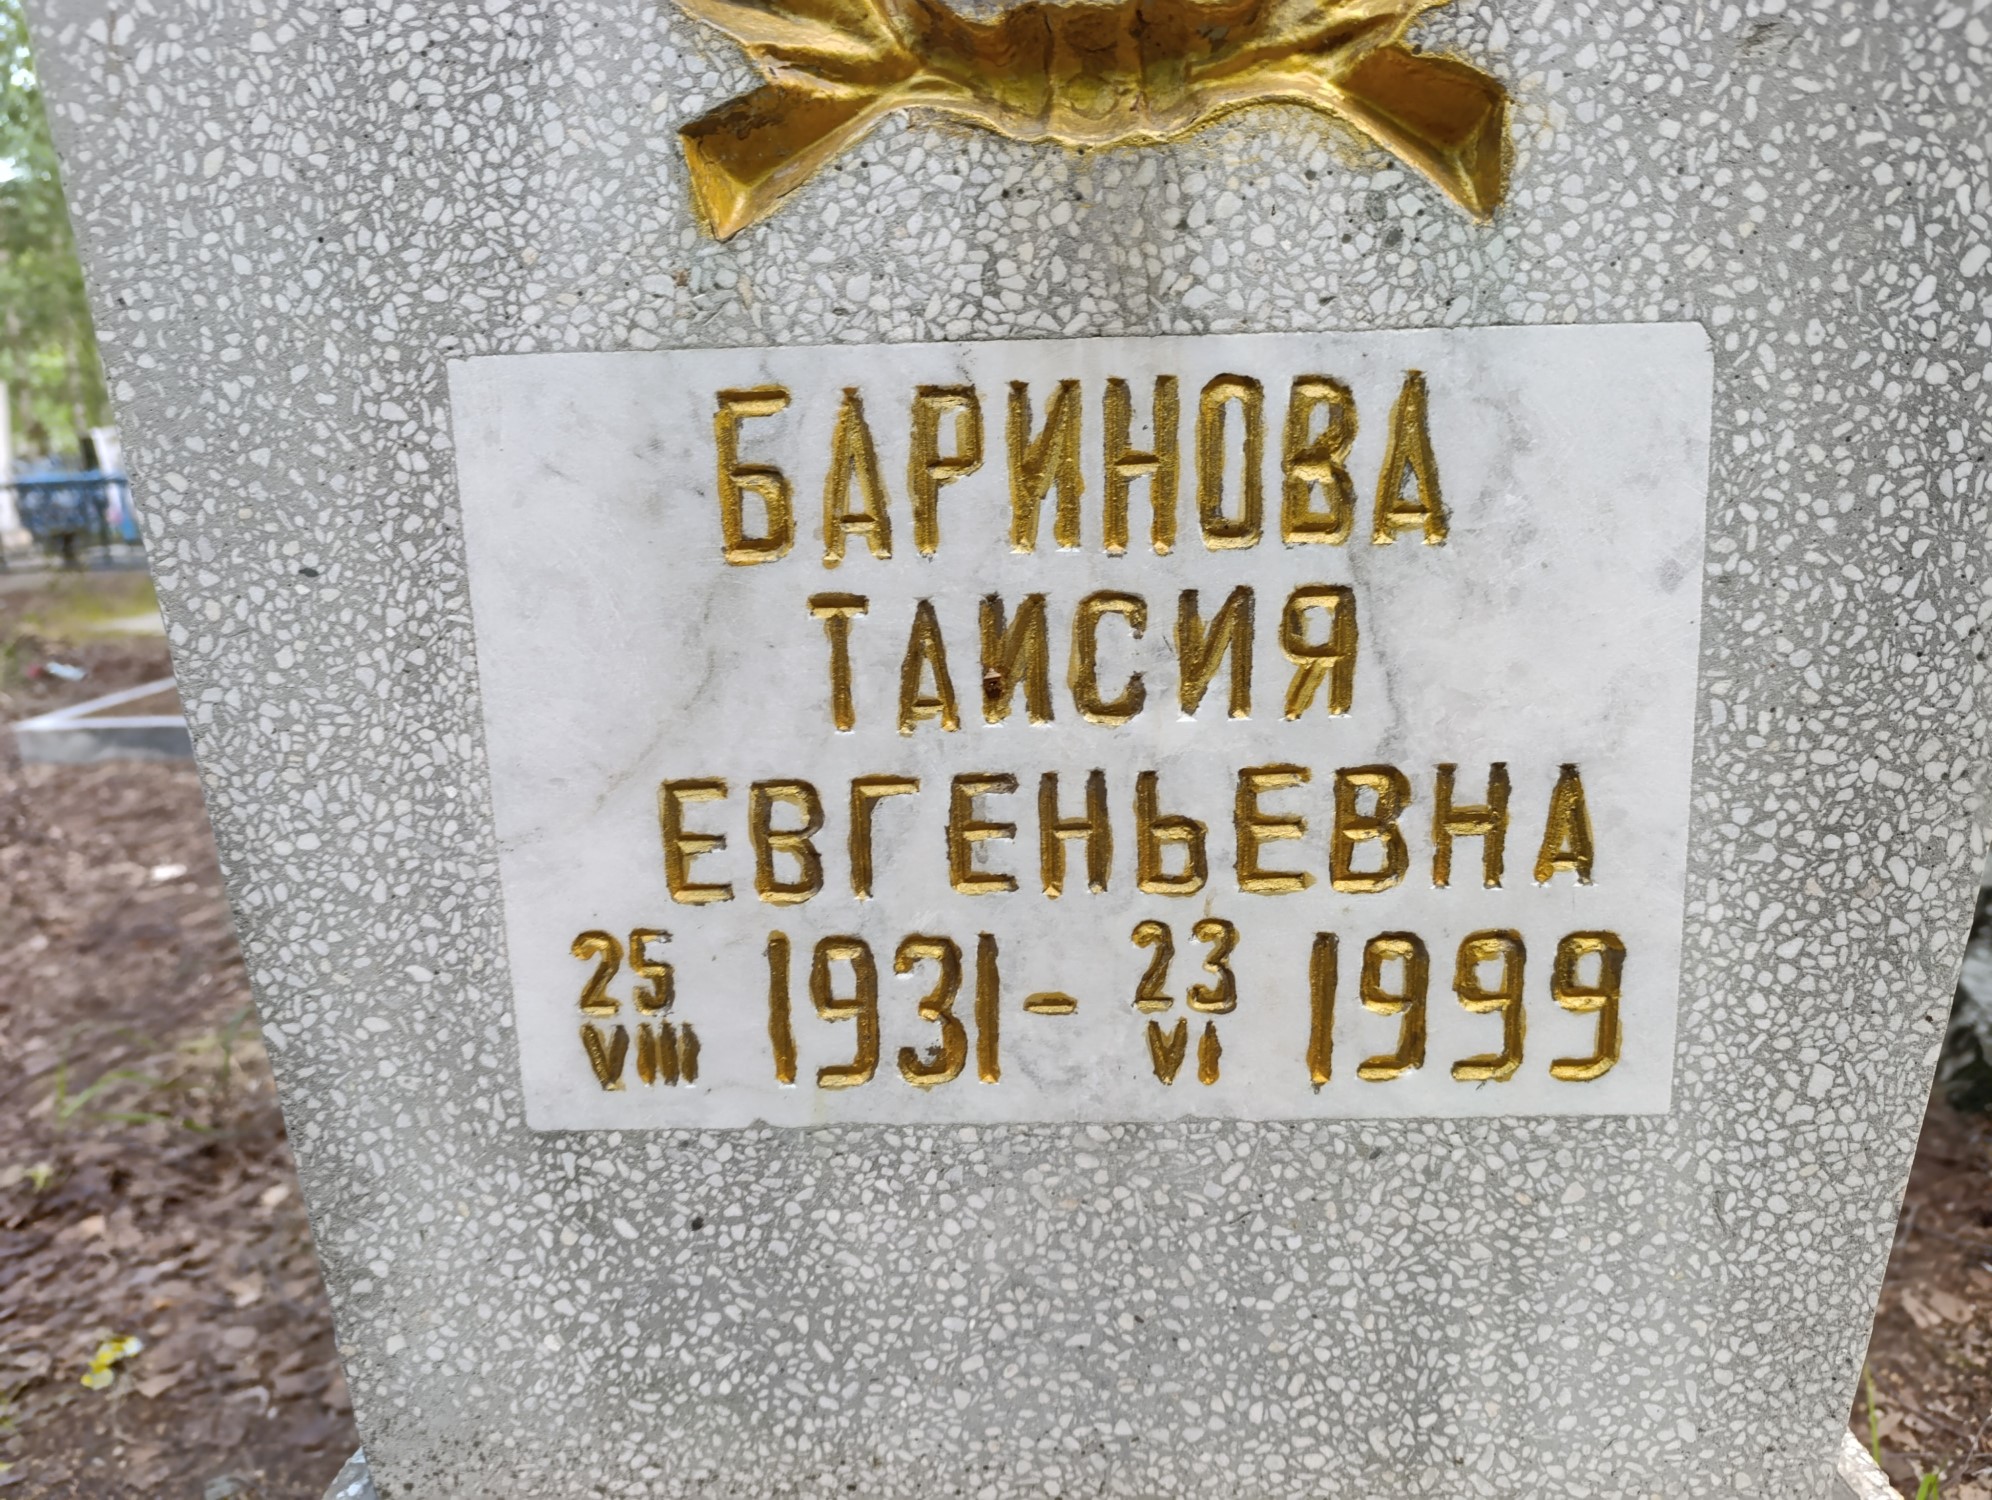 БАРИНОВА
ТАИСИЯ
ЕВГЕНЬЕВНА
25 VIII 1931 - 23 VI 1999